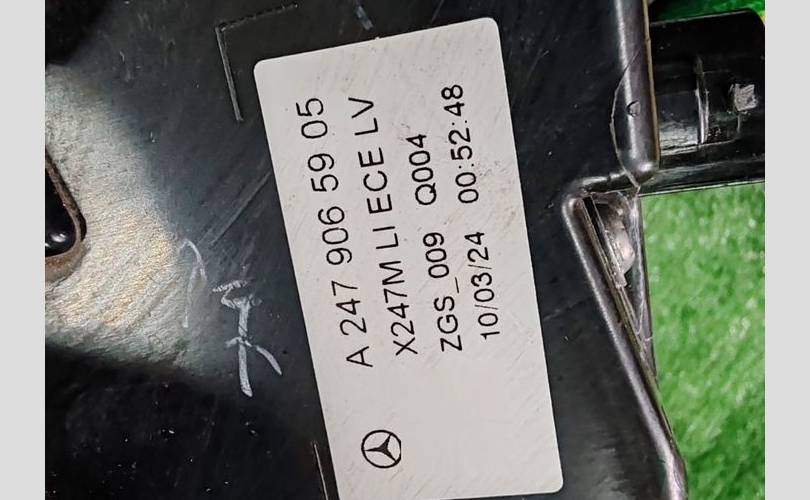 A 247 906 59 05
X247M LI ECE LV
ZGS_009 Q004
10/03/24 00:52:48